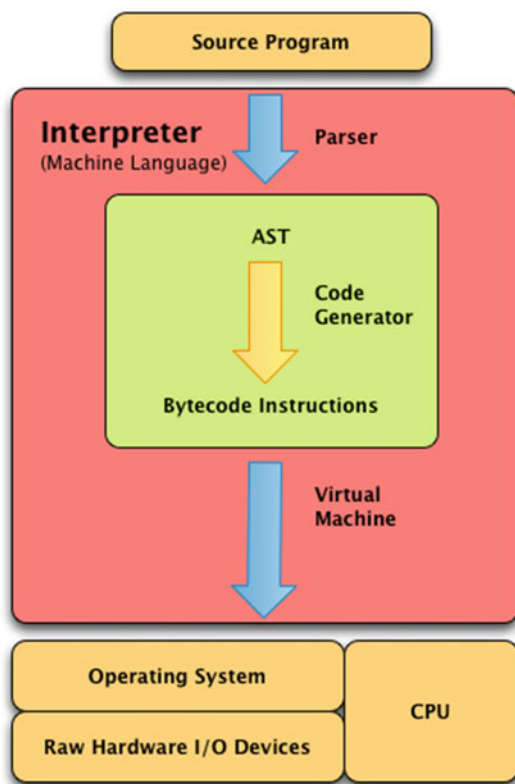 Source Program
Interpreter
(Machine Language)
Parser
AST
Code
Generator
Bytecode Instructions
Virtual
Machine
Operating System
CPU
Raw Hardware I/O Devices